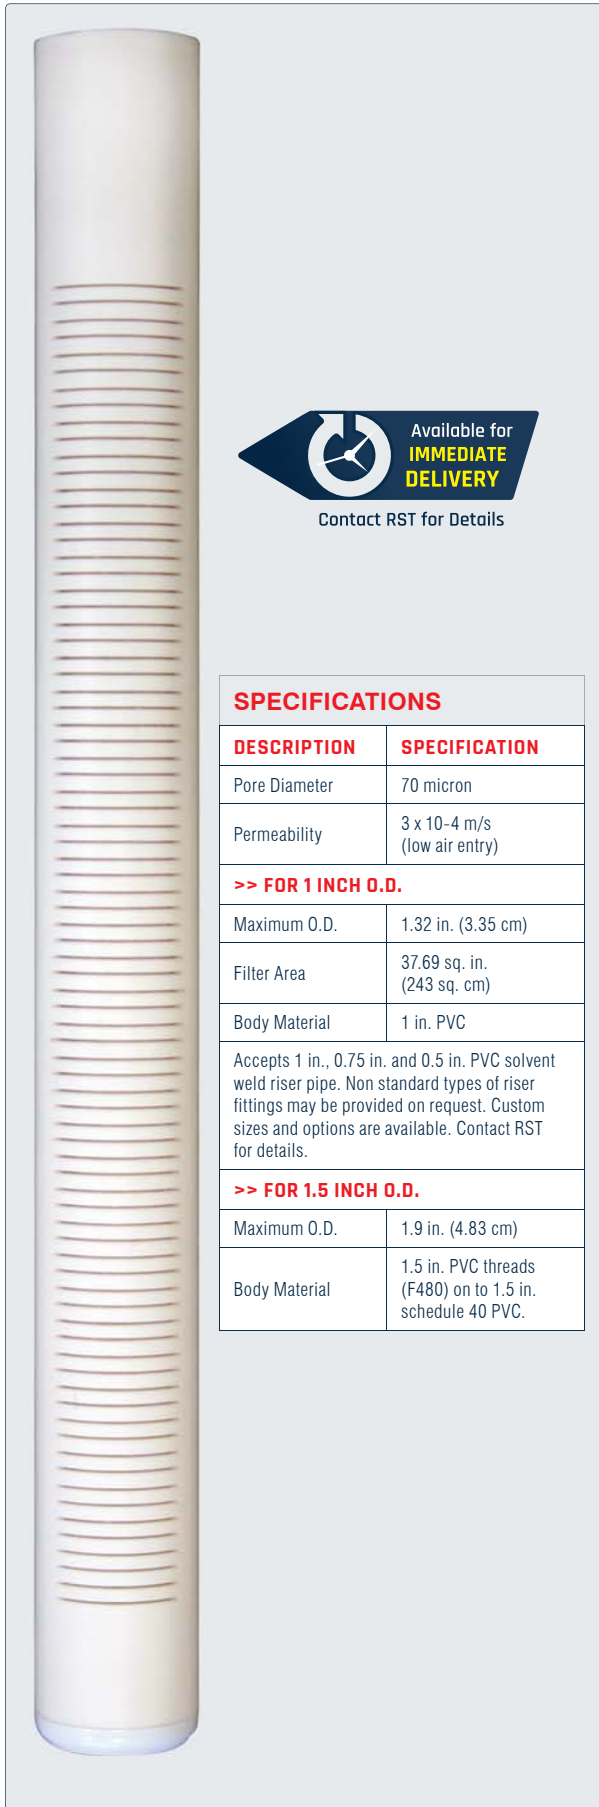 Available for
IMMEDIATE
DELIVERY
Contact RST for Details
SPECIFICATIONS
DESCRIPTION SPECIFICATION
Pore Diameter 70 micron
Permeability 3 x 10-4 m/s
(low air entry)
>> FOR 1 INCH O.D.
Maximum O.D. 1.32 in. (3.35 cm)
Filter Area 37.69 sq. in.
(243 sq. cm)
Body Material 1 in. PVC
Accepts 1 in., 0.75 in. and 0.5 in. PVC solvent
weld riser pipe. Non standard types of riser
fittings may be provided on request. Custom
sizes and options are available. Contact RST
for details.
>> FOR 1.5 INCH O.D.
Maximum O.D. 1.9 in. (4.83 cm)
Body Material 1.5 in. PVC threads
(F480) on to 1.5 in.
schedule 40 PVC.